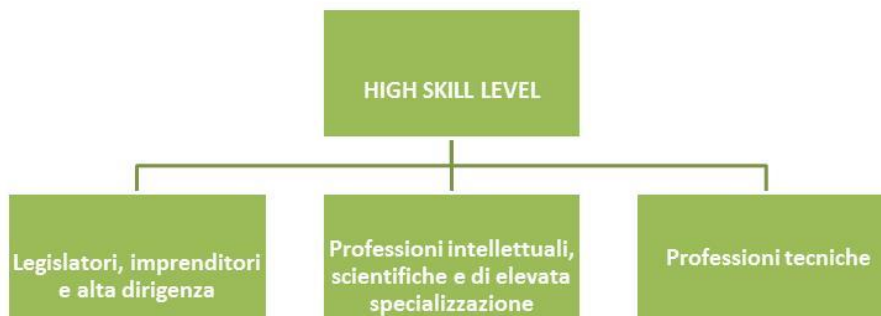 HIGH SKILL LEVEL
Legislatori, imprenditori
e alta dirigenza
Professioni intellettuali,
scientifiche e di elevata
specializzazione
Professioni tecniche